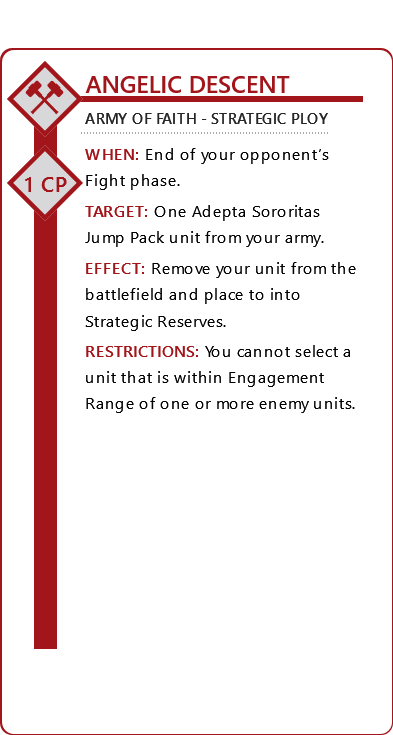 ANGELIC DESCENT
ARMY OF FAITH - STRATEGIC PLOY
1 CP
WHEN: End of your opponent's
Fight phase.
TARGET: One Adepta Sororitas
Jump Pack unit from your army.
EFFECT: Remove your unit from the
battlefield and place to into
Strategic Reserves.
RESTRICTIONS: You cannot select a
unit that is within Engagement
Range of one or more enemy units.